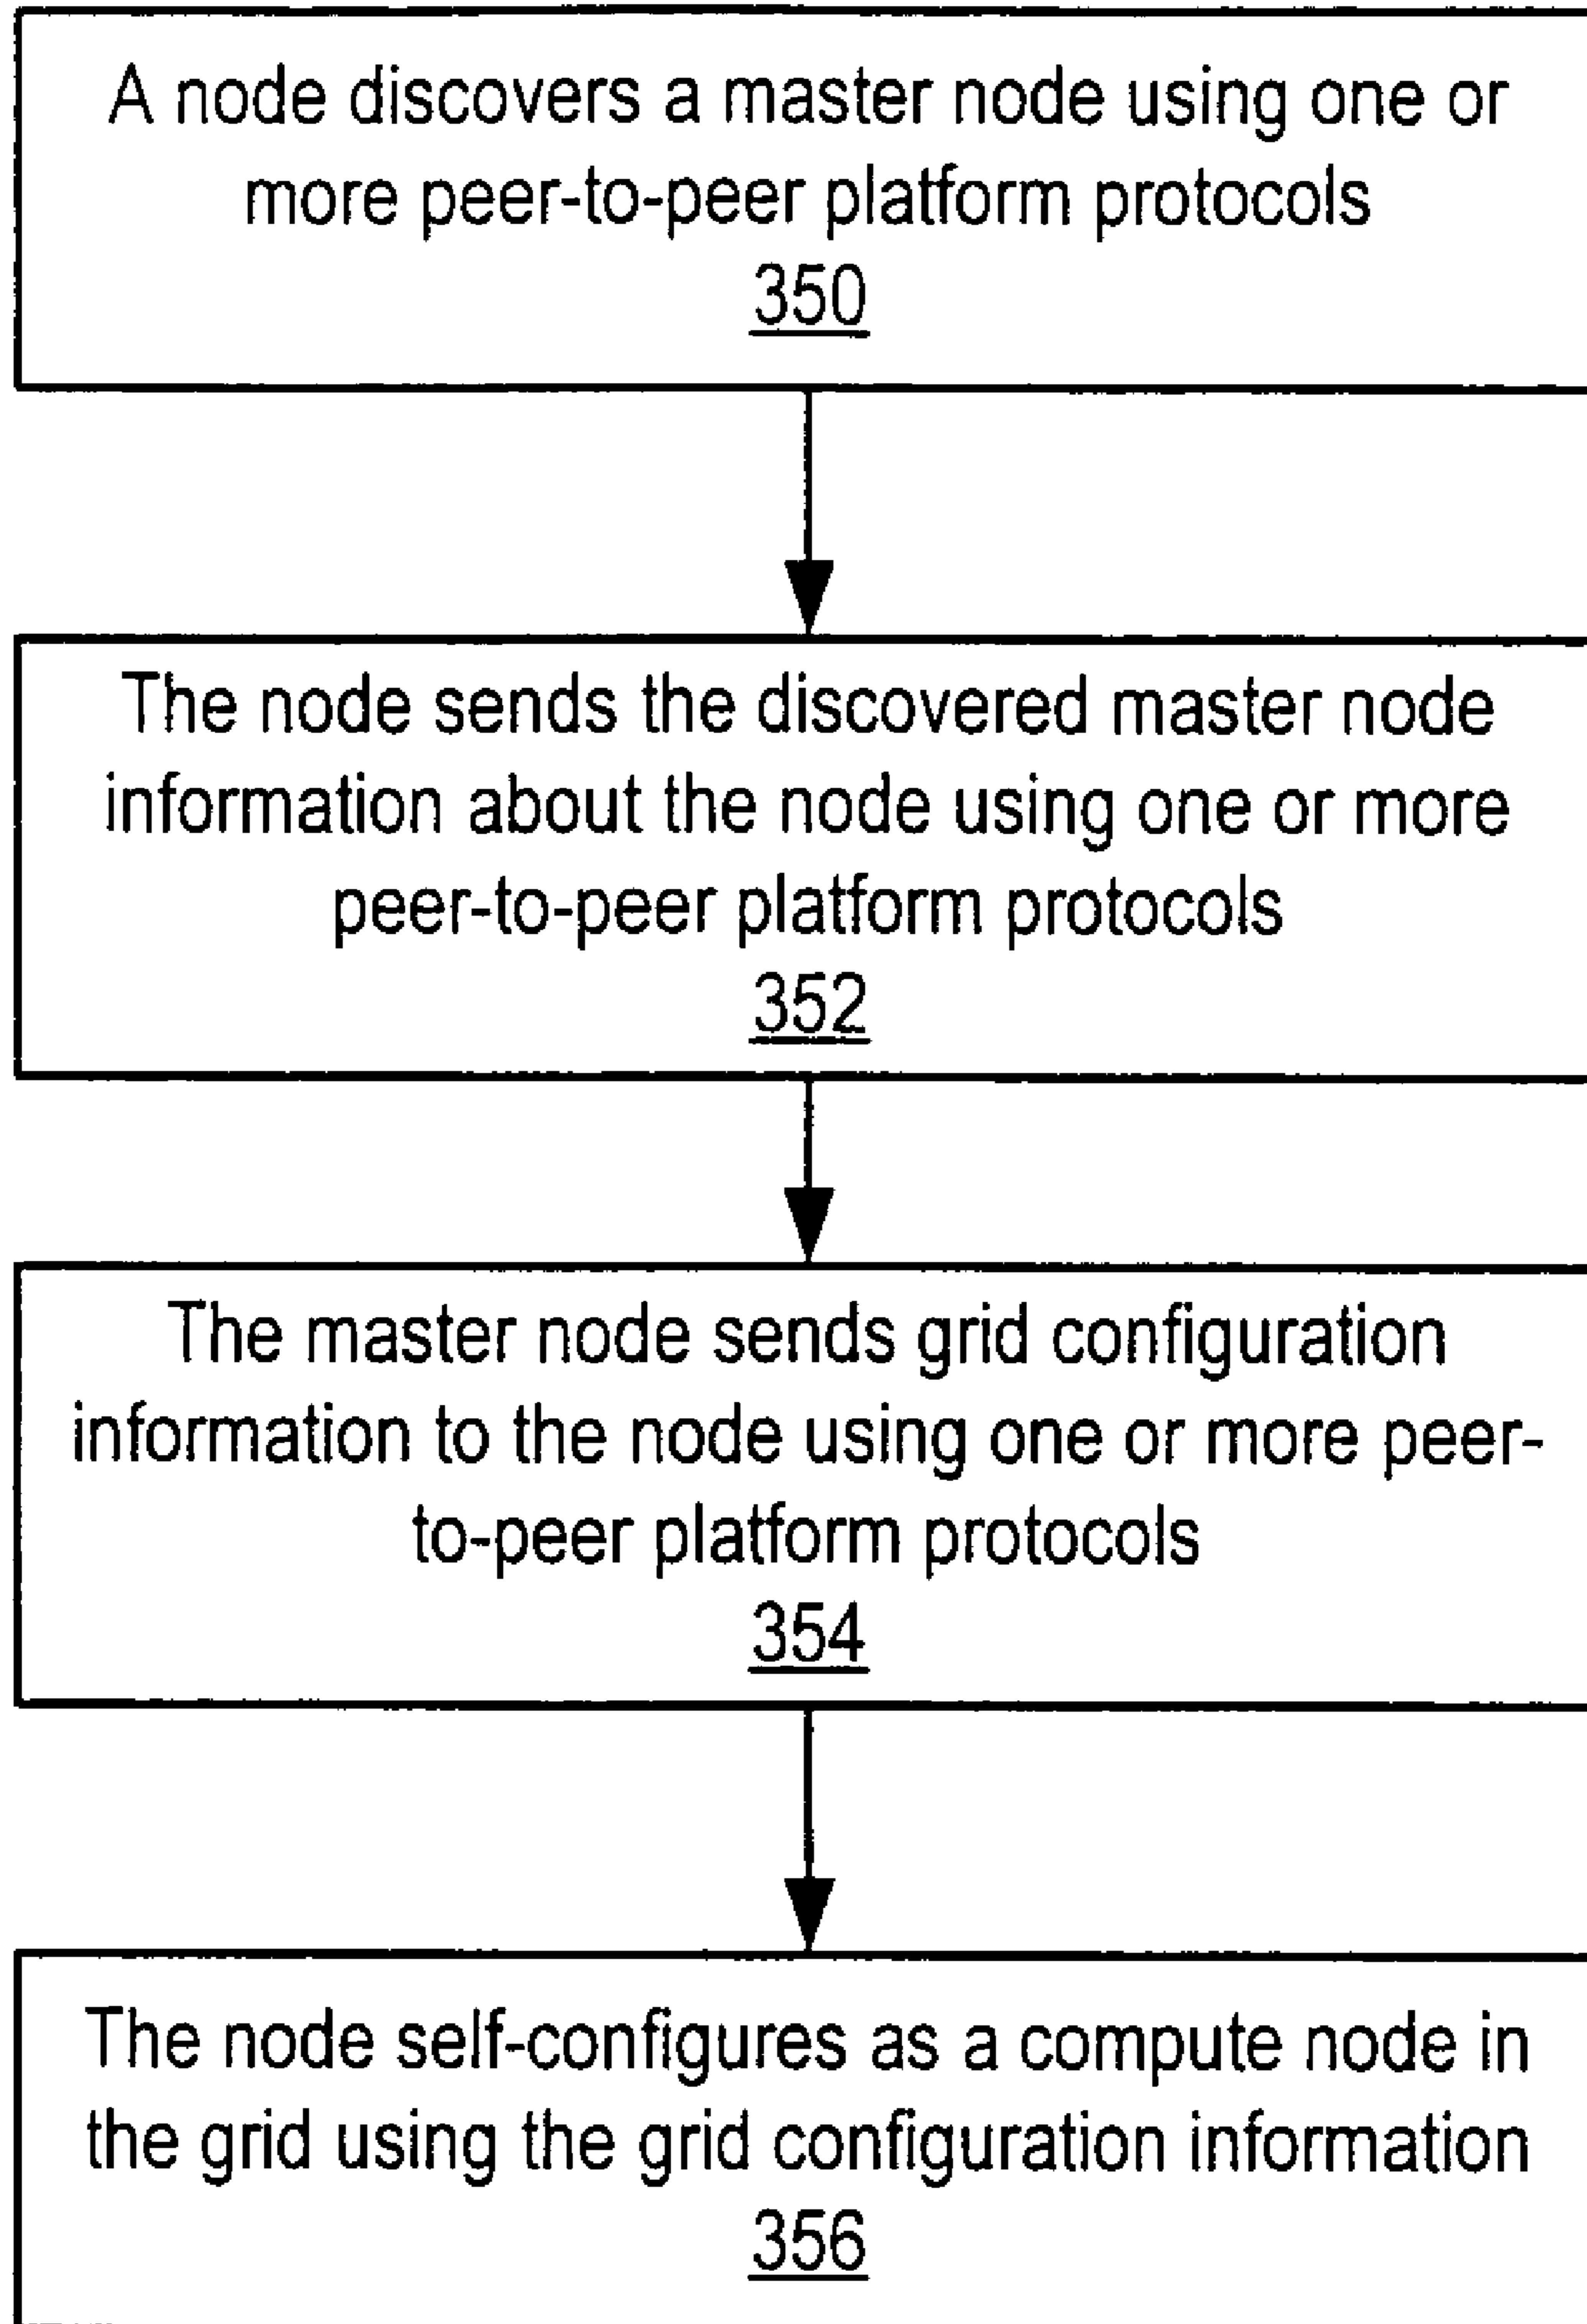 A node discovers a master node using one or
more peer-to-peer platform protocols
350
The node sends the discovered master node
information about the node using one or more
peer-to-peer platform protocols
352
The master node sends grid configuration
information to the node using one or more peer-
to-peer platform protocols
354
The node self-configures as a compute node in
the grid using the grid configuration information
356